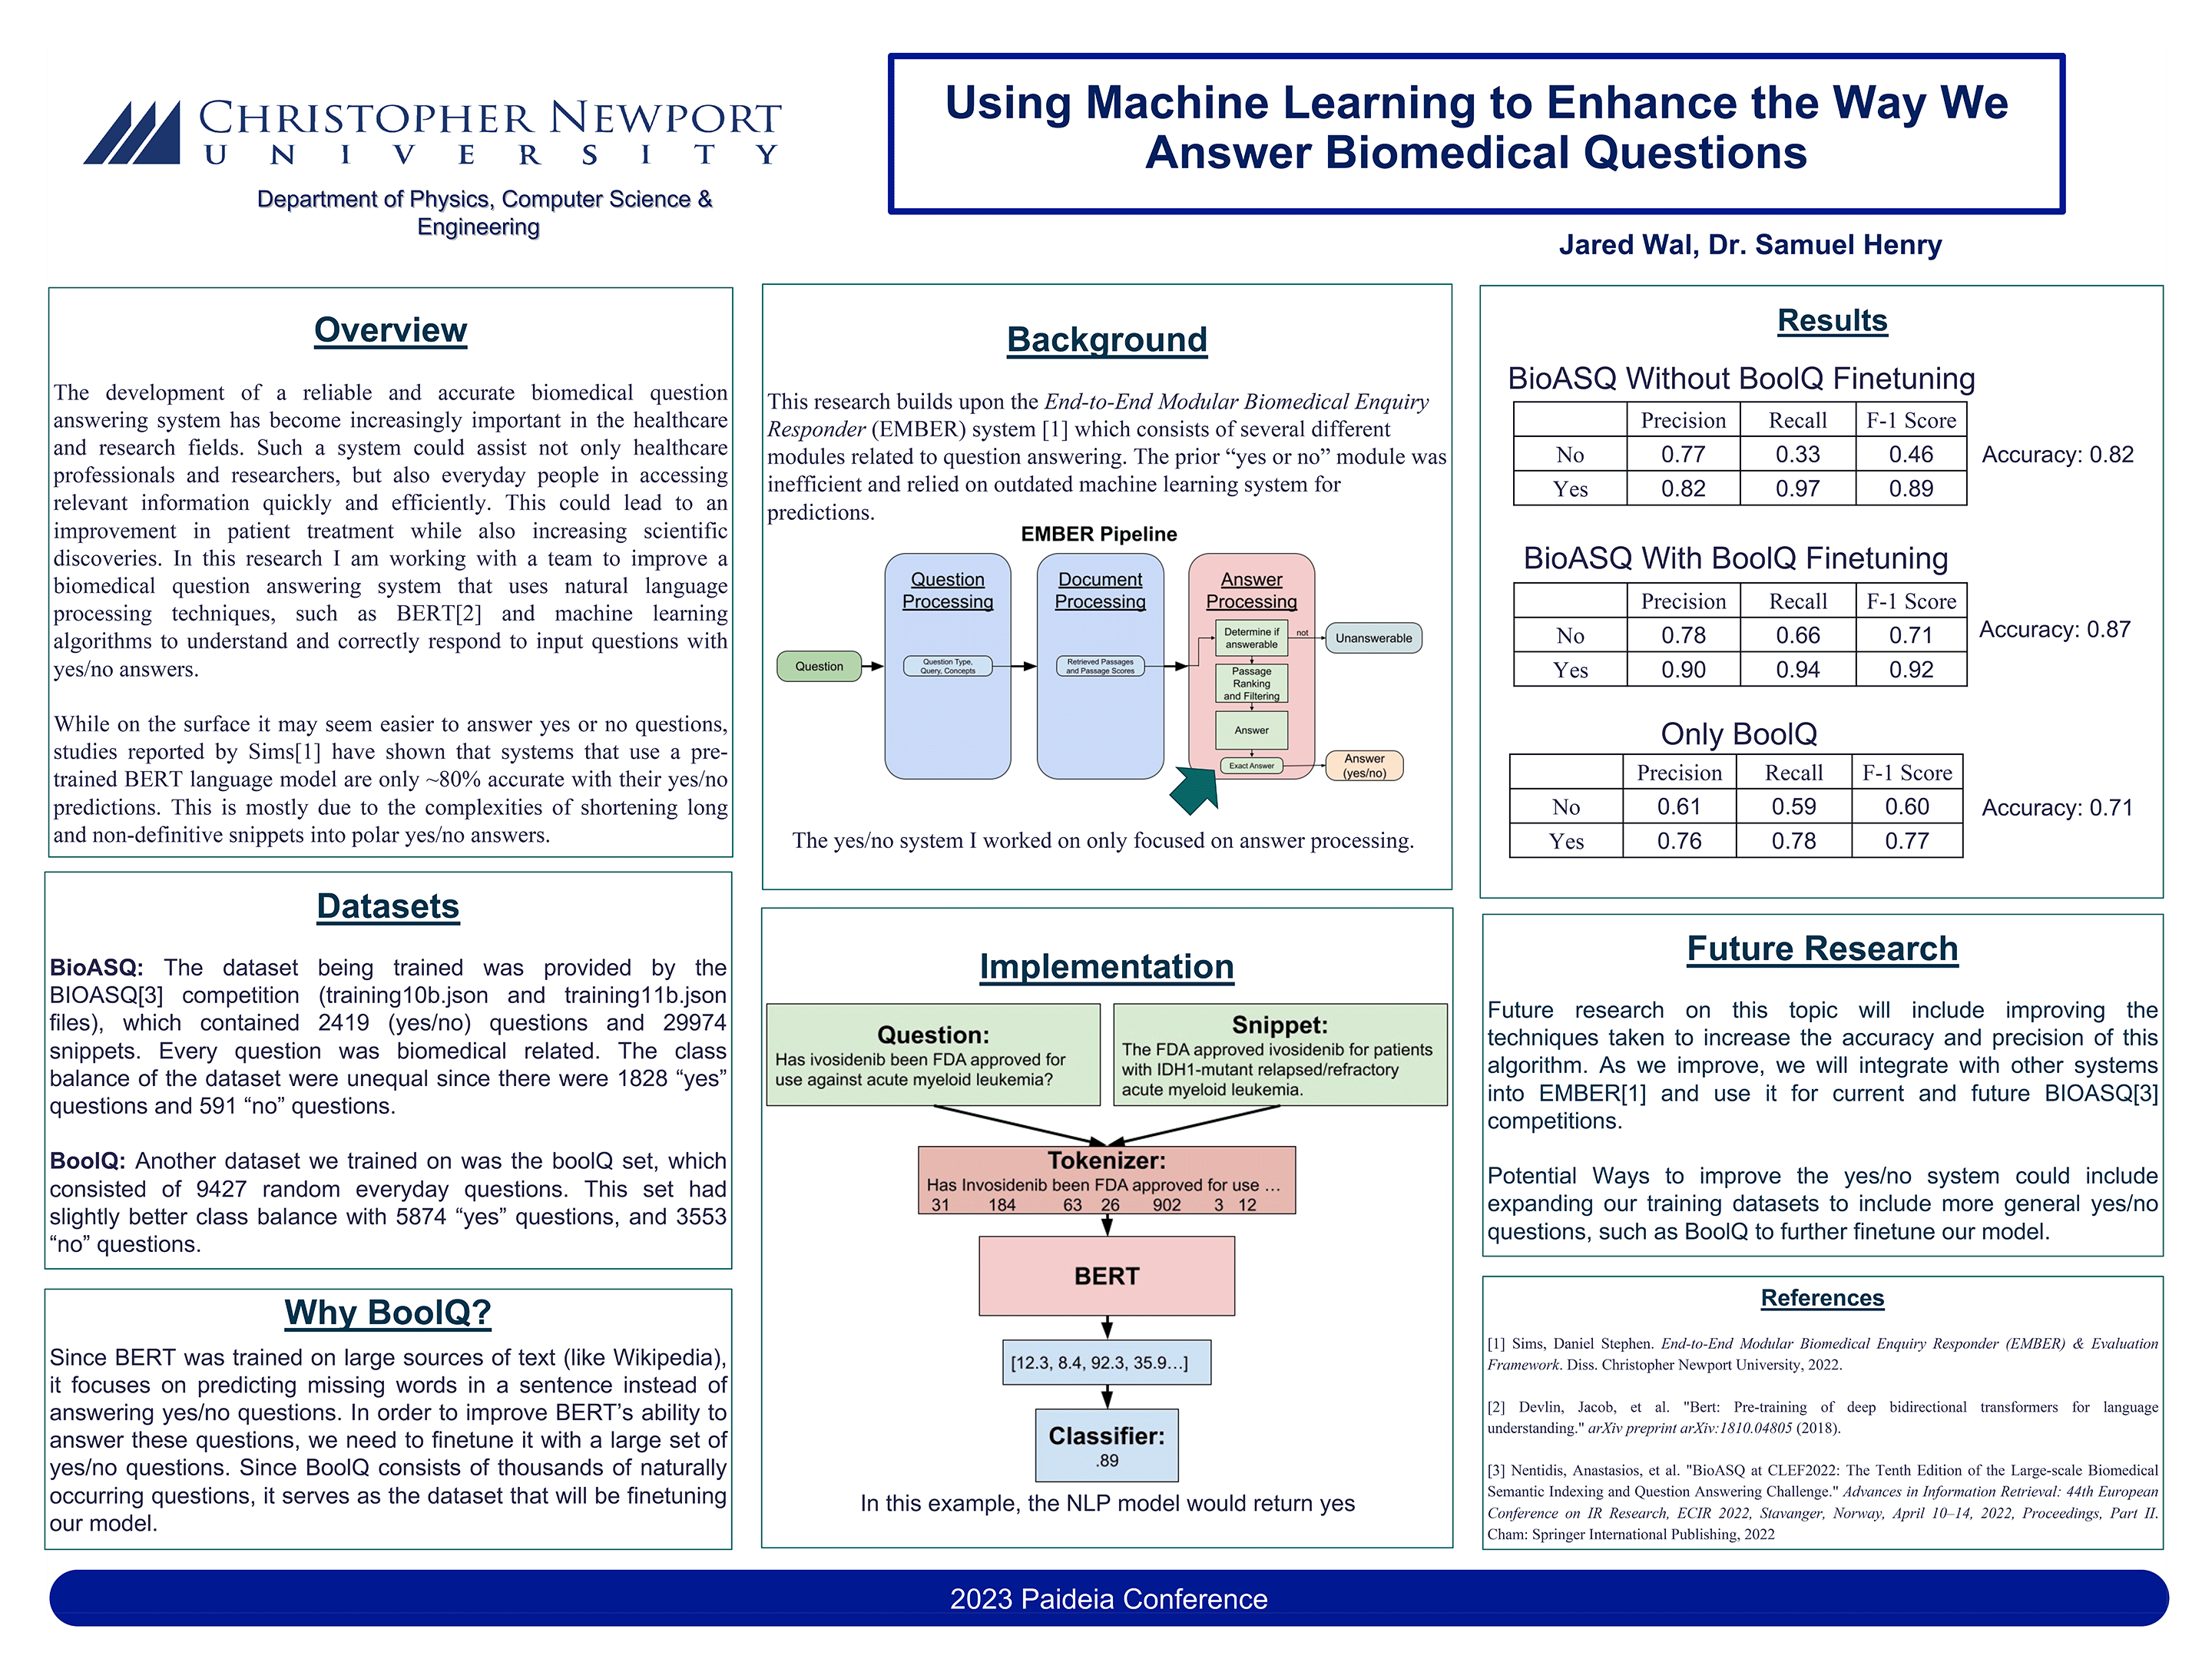 CHRISTOPHER NEWPORT
UNIVERSITY
Department of Physics, Computer Science &
Engineering
Using Machine Learning to Enhance the Way We
Answer Biomedical Questions
Jared Wal, Dr. Samuel Henry
Overview
The development of a reliable and accurate biomedical question
answering system has become increasingly important in the healthcare
and research fields. Such a system could assist not only healthcare
professionals and researchers, but also everyday people in accessing
relevant information quickly and efficiently. This could lead to an
improvement in patient treatment while also increasing scientific
discoveries. In this research I am working with a team to improve a
biomedical question answering system that uses natural language
processing techniques, such as BERT[2] and machine learning
algorithms to understand and correctly respond to input questions with
yes/no answers.
While on the surface it may seem easier to answer yes or no questions,
studies reported by Sims[1] have shown that systems that use a pre-
trained BERT language model are only ~80% accurate with their yes/no
predictions. This is mostly due to the complexities of shortening long
and non-definitive snippets into polar yes/no answers.
Datasets
BioASQ: The dataset being trained was provided by the
BIOASQ[3] competition (training10b.json and training11b.json
files), which contained 2419 (yes/no) questions and 29974
snippets. Every question was biomedical related. The class
balance of the dataset were unequal since there were 1828 “yes”
questions and 591 “no” questions.
BoolQ: Another dataset we trained on was the boolQ set, which
consisted of 9427 random everyday questions. This set had
slightly better class balance with 5874 “yes” questions, and 3553
“no” questions.
Why BoolQ?
Since BERT was trained on large sources of text (like Wikipedia),
it focuses on predicting missing words in a sentence instead of
answering yes/no questions. In order to improve BERT’s ability to
answer these questions, we need to finetune it with a large set of
yes/no questions. Since BoolQ consists of thousands of naturally
occurring questions, it serves as the dataset that will be finetuning
our model.
Background
This research builds upon the End-to-End Modular Biomedical Enquiry
Responder (EMBER) system [1] which consists of several different
modules related to question answering. The prior “yes or no” module was
inefficient and relied on outdated machine learning system for
predictions.
EMBER Pipeline
Question
Question
Processing
Question Type,
Query, Concepts
Document
Processing
Retrieved Passages
and Passage Scores
Answer
Processing
Determine if
answerable
not
Unanswerable
Passage
Ranking
and Filtering
Answer
Exact Answer
Answer
(yes/no)
The yes/no system I worked on only focused on answer processing.
Implementation
Question:
Has ivosidenib been FDA approved for
use against acute myeloid leukemia?
Snippet:
The FDA approved ivosidenib for patients
with IDH1-mutant relapsed/refractory
acute myeloid leukemia.
Tokenizer:
Has Invosidenib been FDA approved for use …
31 184 63 26 902 3 12
BERT
[12.3, 8.4, 92.3, 35.9…]
Classifier:
.89
In this example, the NLP model would return yes
Results
BioASQ Without BoolQ Finetuning
Precision Recall F-1 Score
No 0.77 0.33 0.46
Yes 0.82 0.97 0.89
Accuracy: 0.82
BioASQ With BoolQ Finetuning
Precision Recall F-1 Score
No 0.78 0.66 0.71
Yes 0.90 0.94 0.92
Accuracy: 0.87
Only BoolQ
Precision Recall F-1 Score
No 0.61 0.59 0.60
Yes 0.76 0.78 0.77
Accuracy: 0.71
Future Research
Future research on this topic will include improving the
techniques taken to increase the accuracy and precision of this
algorithm. As we improve, we will integrate with other systems
into EMBER[1] and use it for current and future BIOASQ[3]
competitions.
Potential Ways to improve the yes/no system could include
expanding our training datasets to include more general yes/no
questions, such as BoolQ to further finetune our model.
References
[1] Sims, Daniel Stephen. End-to-End Modular Biomedical Enquiry Responder (EMBER) & Evaluation
Framework. Diss. Christopher Newport University, 2022.
[2] Devlin, Jacob, et al. "Bert: Pre-training of deep bidirectional transformers for language
understanding." arXiv preprint arXiv:1810.04805 (2018).
[3] Nentidis, Anastasios, et al. "BioASQ at CLEF2022: The Tenth Edition of the Large-scale Biomedical
Semantic Indexing and Question Answering Challenge." Advances in Information Retrieval: 44th European
Conference on IR Research, ECIR 2022, Stavanger, Norway, April 10–14, 2022, Proceedings, Part II.
Cham: Springer International Publishing, 2022
2023 Paideia Conference